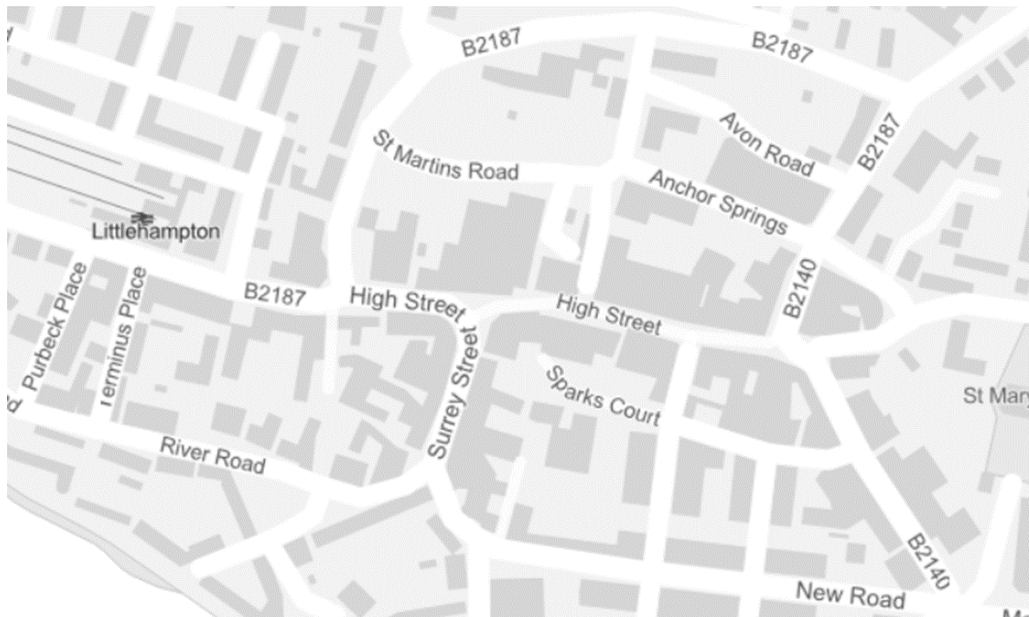 B2187
B2187
St Martins Road
Avon Road
B2187
Anchor Springs
Littlehampton
Purbeck Place
Terminus Place
B2187
High Street
High Street
B2140
Surrey Street
Sparks Court
St Mary
River Road
B2140
New Road